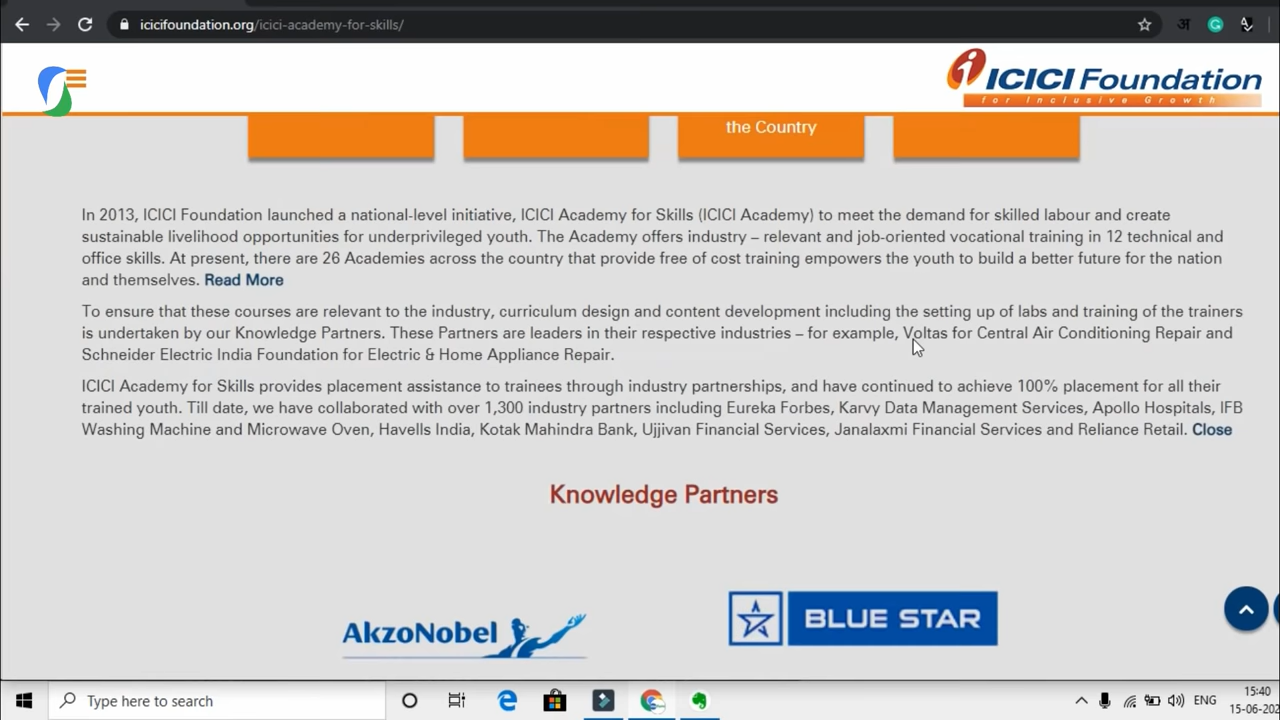 icicifoundation.org/icici-academy-for-skills/
अ
ICICI Foundation
for Inclusive Growth
the Country
In 2013, ICICI Foundation launched a national-level initiative, ICICI Academy for Skills (ICICI Academy) to meet the demand for skilled labour and create
sustainable livelihood opportunities for underprivileged youth. The Academy offers industry – relevant and job-oriented vocational training in 12 technical and
office skills. At present, there are 26 Academies across the country that provide free of cost training empowers the youth to build a better future for the nation
and themselves. Read More
To ensure that these courses are relevant to the industry, curriculum design and content development including the setting up of labs and training of the trainers
is undertaken by our Knowledge Partners. These Partners are leaders in their respective industries – for example, Voltas for Central Air Conditioning Repair and
Schneider Electric India Foundation for Electric & Home Appliance Repair.
ICICI Academy for Skills provides placement assistance to trainees through industry partnerships, and have continued to achieve 100% placement for all their
trained youth. Till date, we have collaborated with over 1,300 industry partners including Eureka Forbes, Karvy Data Management Services, Apollo Hospitals, IFB
Washing Machine and Microwave Oven, Havells India, Kotak Mahindra Bank, Ujjivan Financial Services, Janalaxmi Financial Services and Reliance Retail. Close
Knowledge Partners
AkzoNobel
BLUE STAR
Type here to search
ENG
15:40
15-06-202